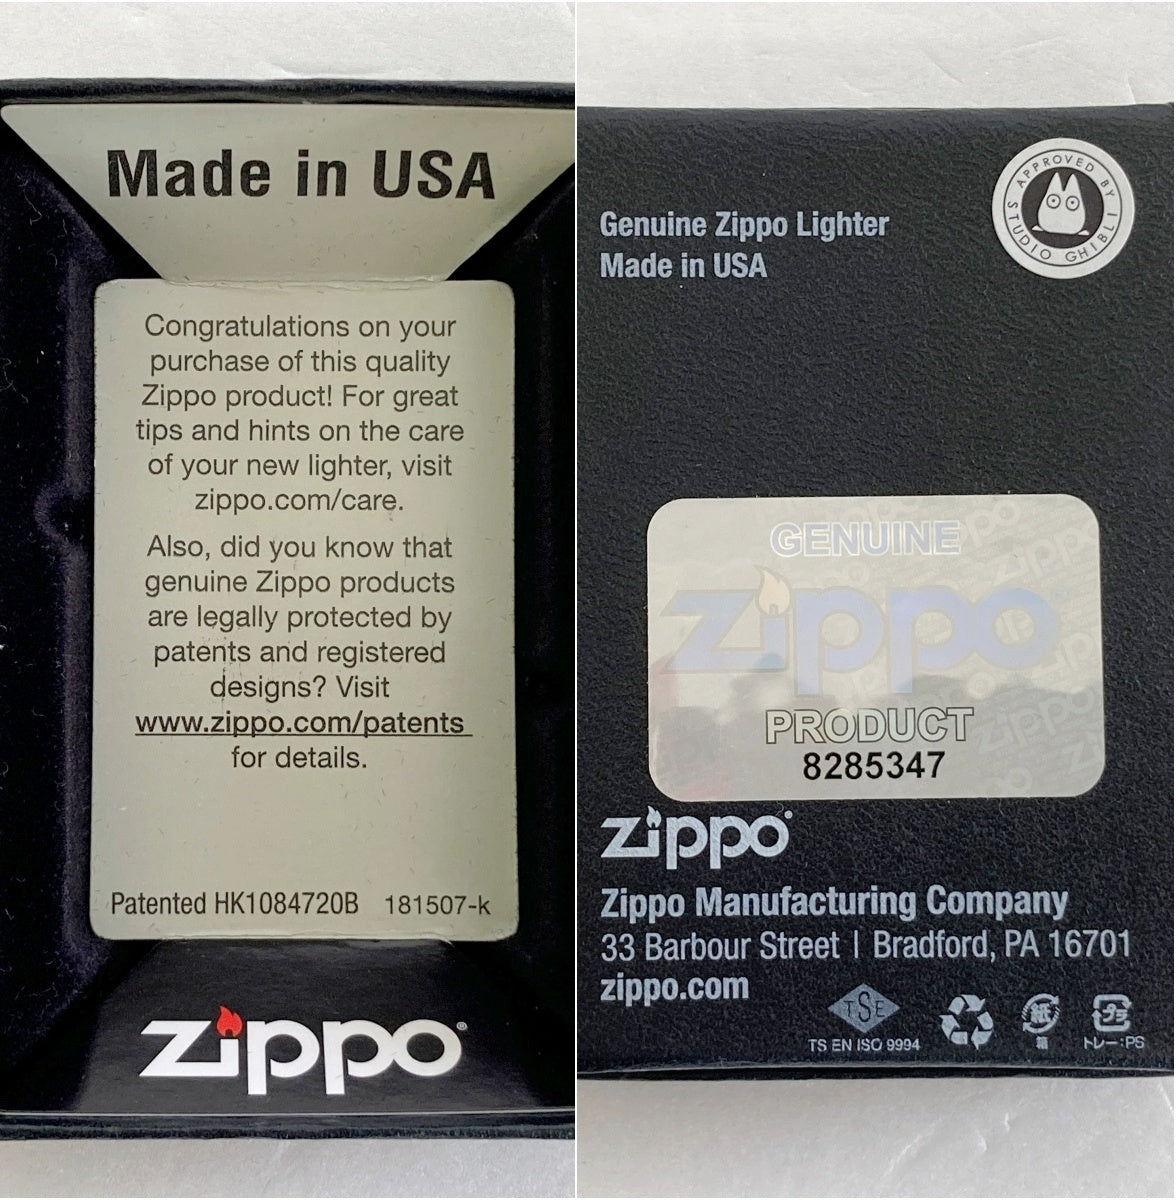 Made in USA
Congratulations on your
purchase of this quality
Zippo product! For great
tips and hints on the care
of your new lighter, visit
zippo.com/care.
Also, did you know that
genuine Zippo products
are legally protected by
patents and registered
designs? Visit
www.zippo.com/patents
for details.
Patented HK1084720B 181507-k
zippo®
APPROVED BY
STUDIO GHIBLI
Genuine Zippo Lighter
Made in USA
GENUINE
zippo
PRODUCT
8285347
zippo
Zippo Manufacturing Company
33 Barbour Street | Bradford, PA 16701
zippo.com
TSE
TS EN ISO 9994
紙
箱
プラ
トレー:PS